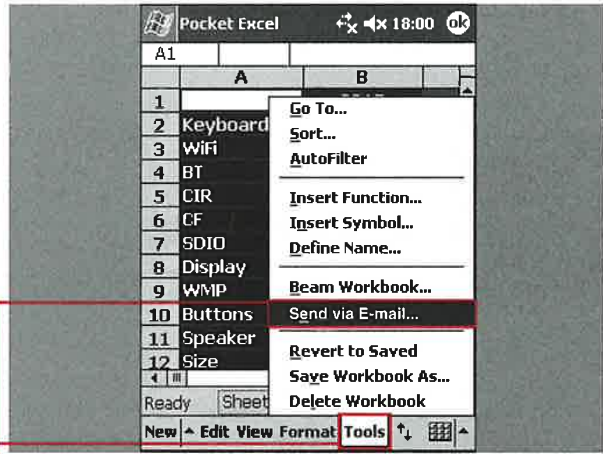 Pocket Excel 18:00 ok
A1
A B
1
2 Keyboard
3 WiFi
4 BT
5 CIR
6 CF
7 SDIO
8 Display
9 WMP
10 Buttons
11 Speaker
12 Size
Go To...
Sort...
AutoFilter
Insert Function...
Insert Symbol...
Define Name...
Beam Workbook...
Send via E-mail...
Revert to Saved
Save Workbook As...
Delete Workbook
Ready Sheet
New Edit View Format Tools